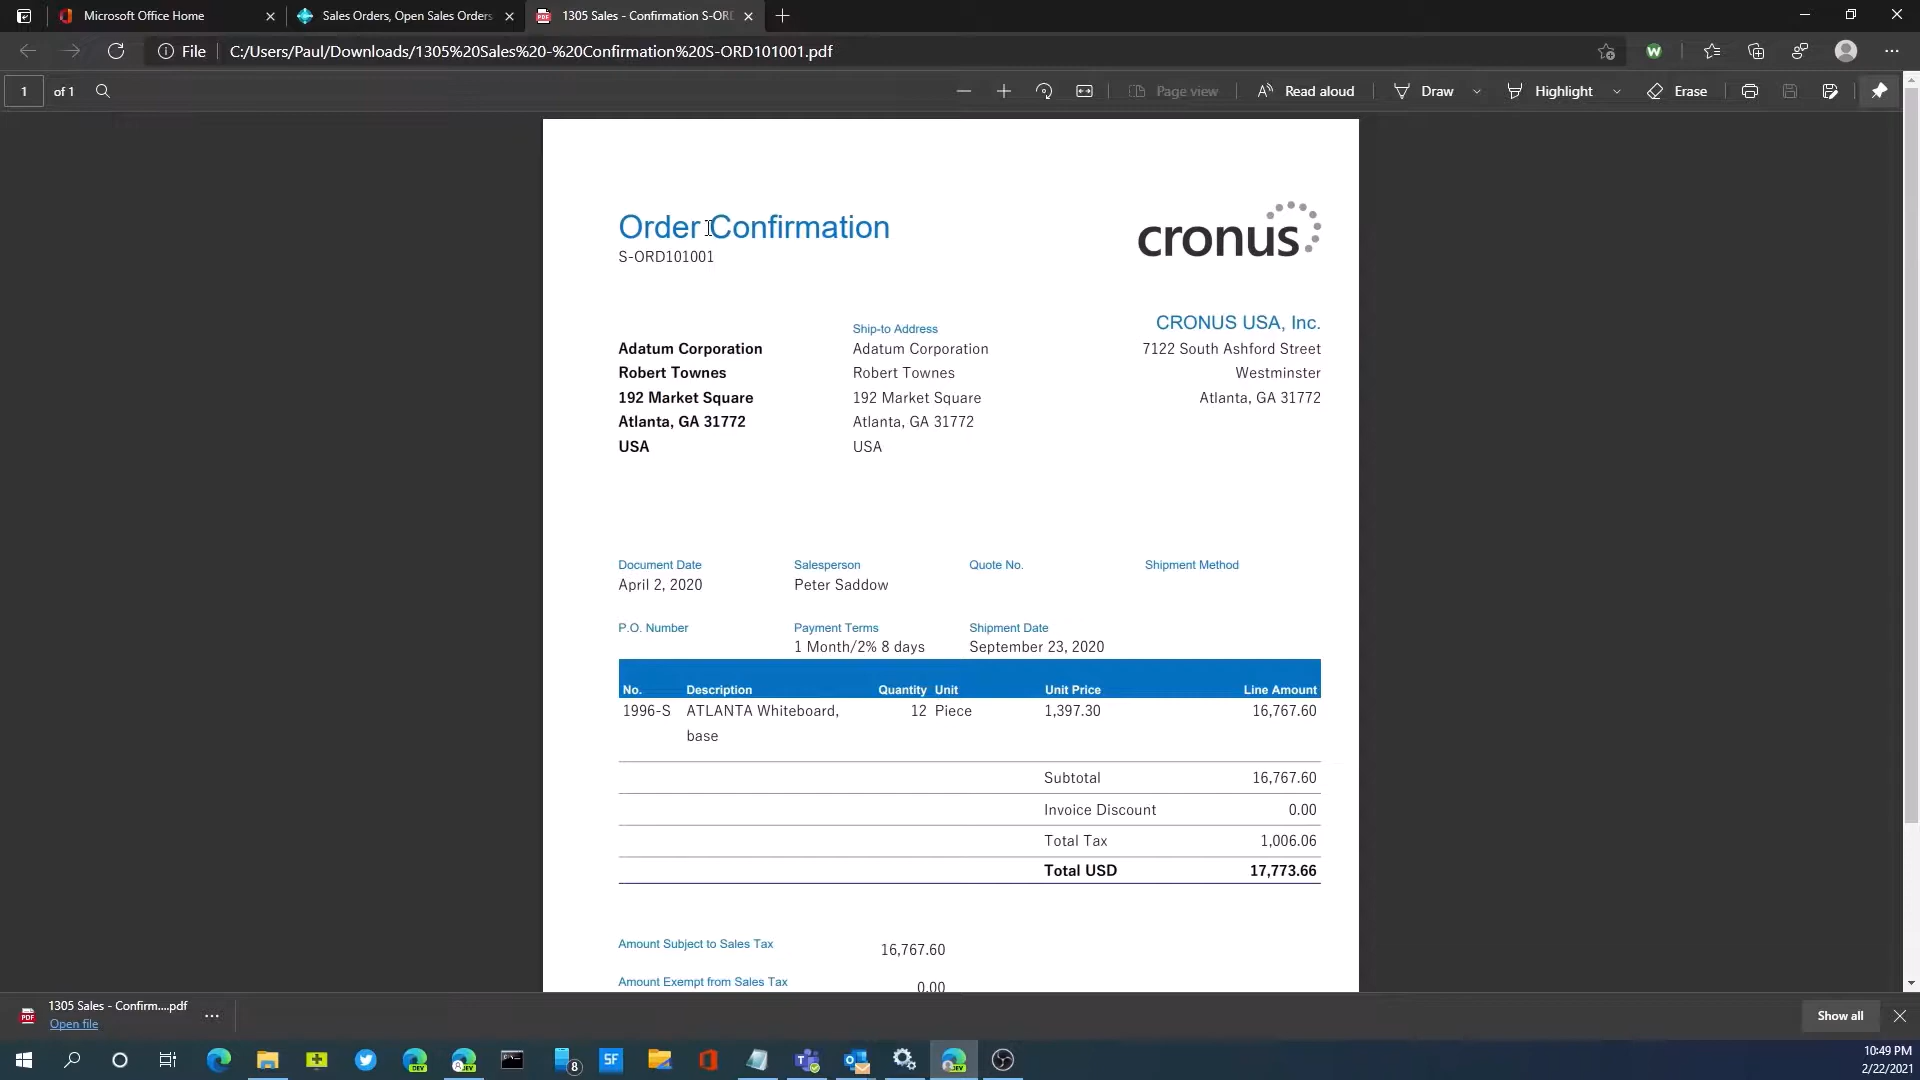 Microsoft Office Home
Sales Orders, Open Sales Orders
1305 Sales - Confirmation S-ORD
File
C:/Users/Paul/Downloads/1305%20Sales%20-%20Confirmation%20S-ORD101001.pdf
1 of 1
Page view
Read aloud
Draw
Highlight
Erase
Order Confirmation
S-ORD101001
cronus
CRONUS USA, Inc.
7122 South Ashford Street
Westminster
Atlanta, GA 31772
Adatum Corporation
Robert Townes
192 Market Square
Atlanta, GA 31772
USA
Ship-to Address
Adatum Corporation
Robert Townes
192 Market Square
Atlanta, GA 31772
USA
Document Date Salesperson Quote No. Shipment Method
April 2, 2020 Peter Saddow
P.O. Number Payment Terms Shipment Date
1 Month/2% 8 days September 23, 2020
No. Description Quantity Unit Unit Price Line Amount
1996-S ATLANTA Whiteboard, 12 Piece 1,397.30 16,767.60
base
Subtotal 16,767.60
Invoice Discount 0.00
Total Tax 1,006.06
Total USD 17,773.66
Amount Subject to Sales Tax 16,767.60
Amount Exempt from Sales Tax 0.00
1305 Sales - Confirm....pdf
Open file
Show all
10:49 PM
2/22/2021